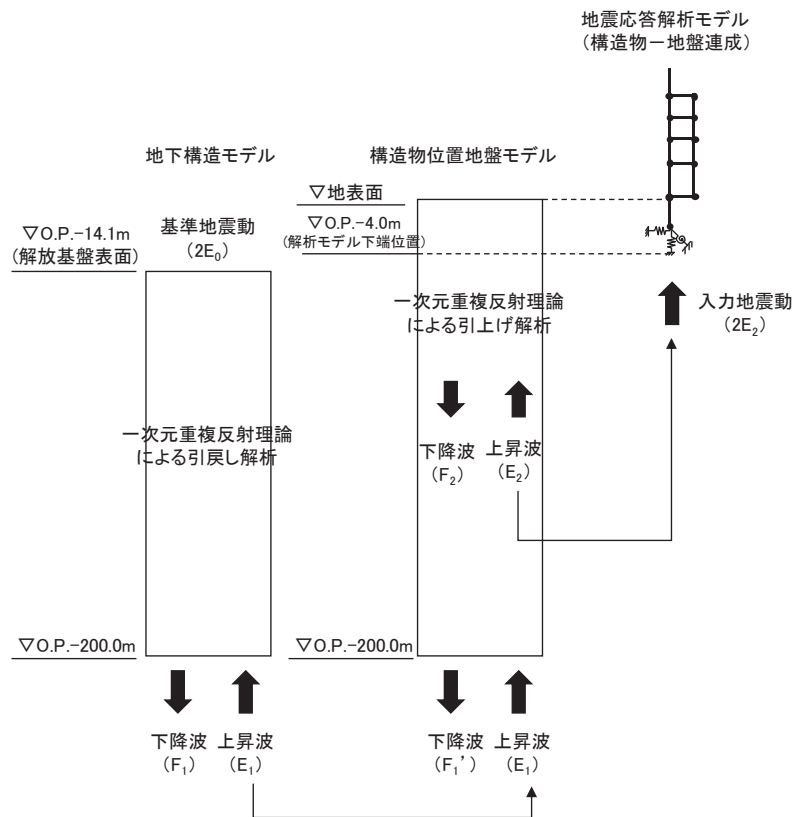 地震応答解析モデル
（構造物－地盤連成）
地下構造モデル
構造物位置地盤モデル
▽地表面
▽O.P.-14.1m
（解放基盤表面）
基準地震動
（2E₀）
▽O.P.-4.0m
（解析モデル下端位置）
一次元重複反射理論
による引上げ解析
入力地震動
（2E₂）
一次元重複反射理論
による引戻し解析
下降波
（F₂）
上昇波
（E₂）
▽O.P.-200.0m
▽O.P.-200.0m
下降波
（F₁）
上昇波
（E₁）
下降波
（F₁’）
上昇波
（E₁）